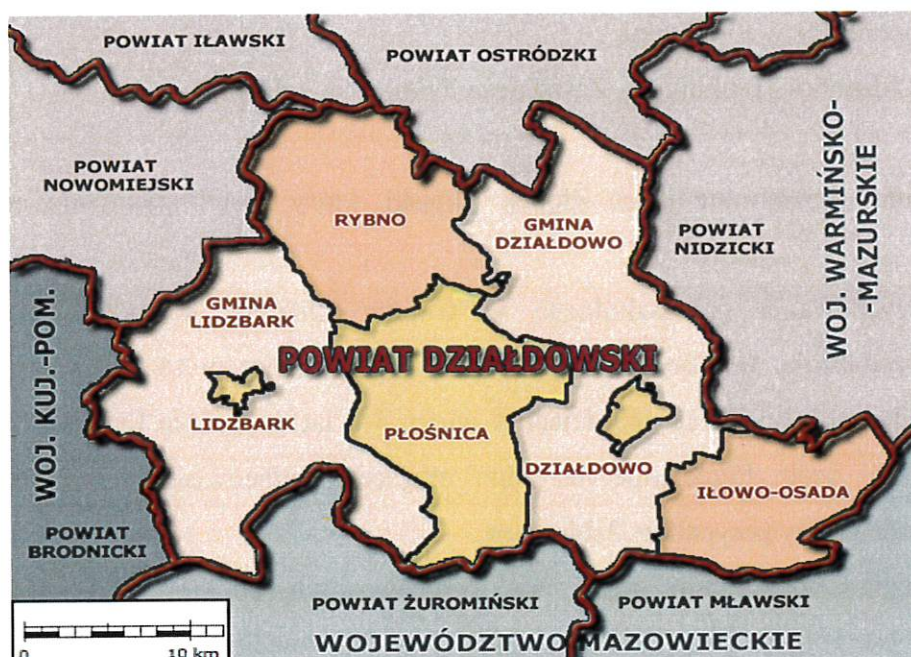 POWIAT IŁAWSKI
POWIAT OSTRÓDZKI
POWIAT
NOWOMIEJSKI
RYBNO
GMINA
DZIAŁDOWO
POWIAT
NIDZICKI
WOJ. WARMIŃSKO-
-MAZURSKIE
WOJ. KUJ.-POM.
GMINA
LIDZBARK
POWIAT DZIAŁDOWSKI
LIDZBARK
PŁOŚNICA
DZIAŁDOWO
IŁOWO-OSADA
POWIAT
BRODNICKI
POWIAT ŻUROMIŃSKI
POWIAT MŁAWSKI
WOJEWÓDZTWO MAZOWIECKIE
0 10 km